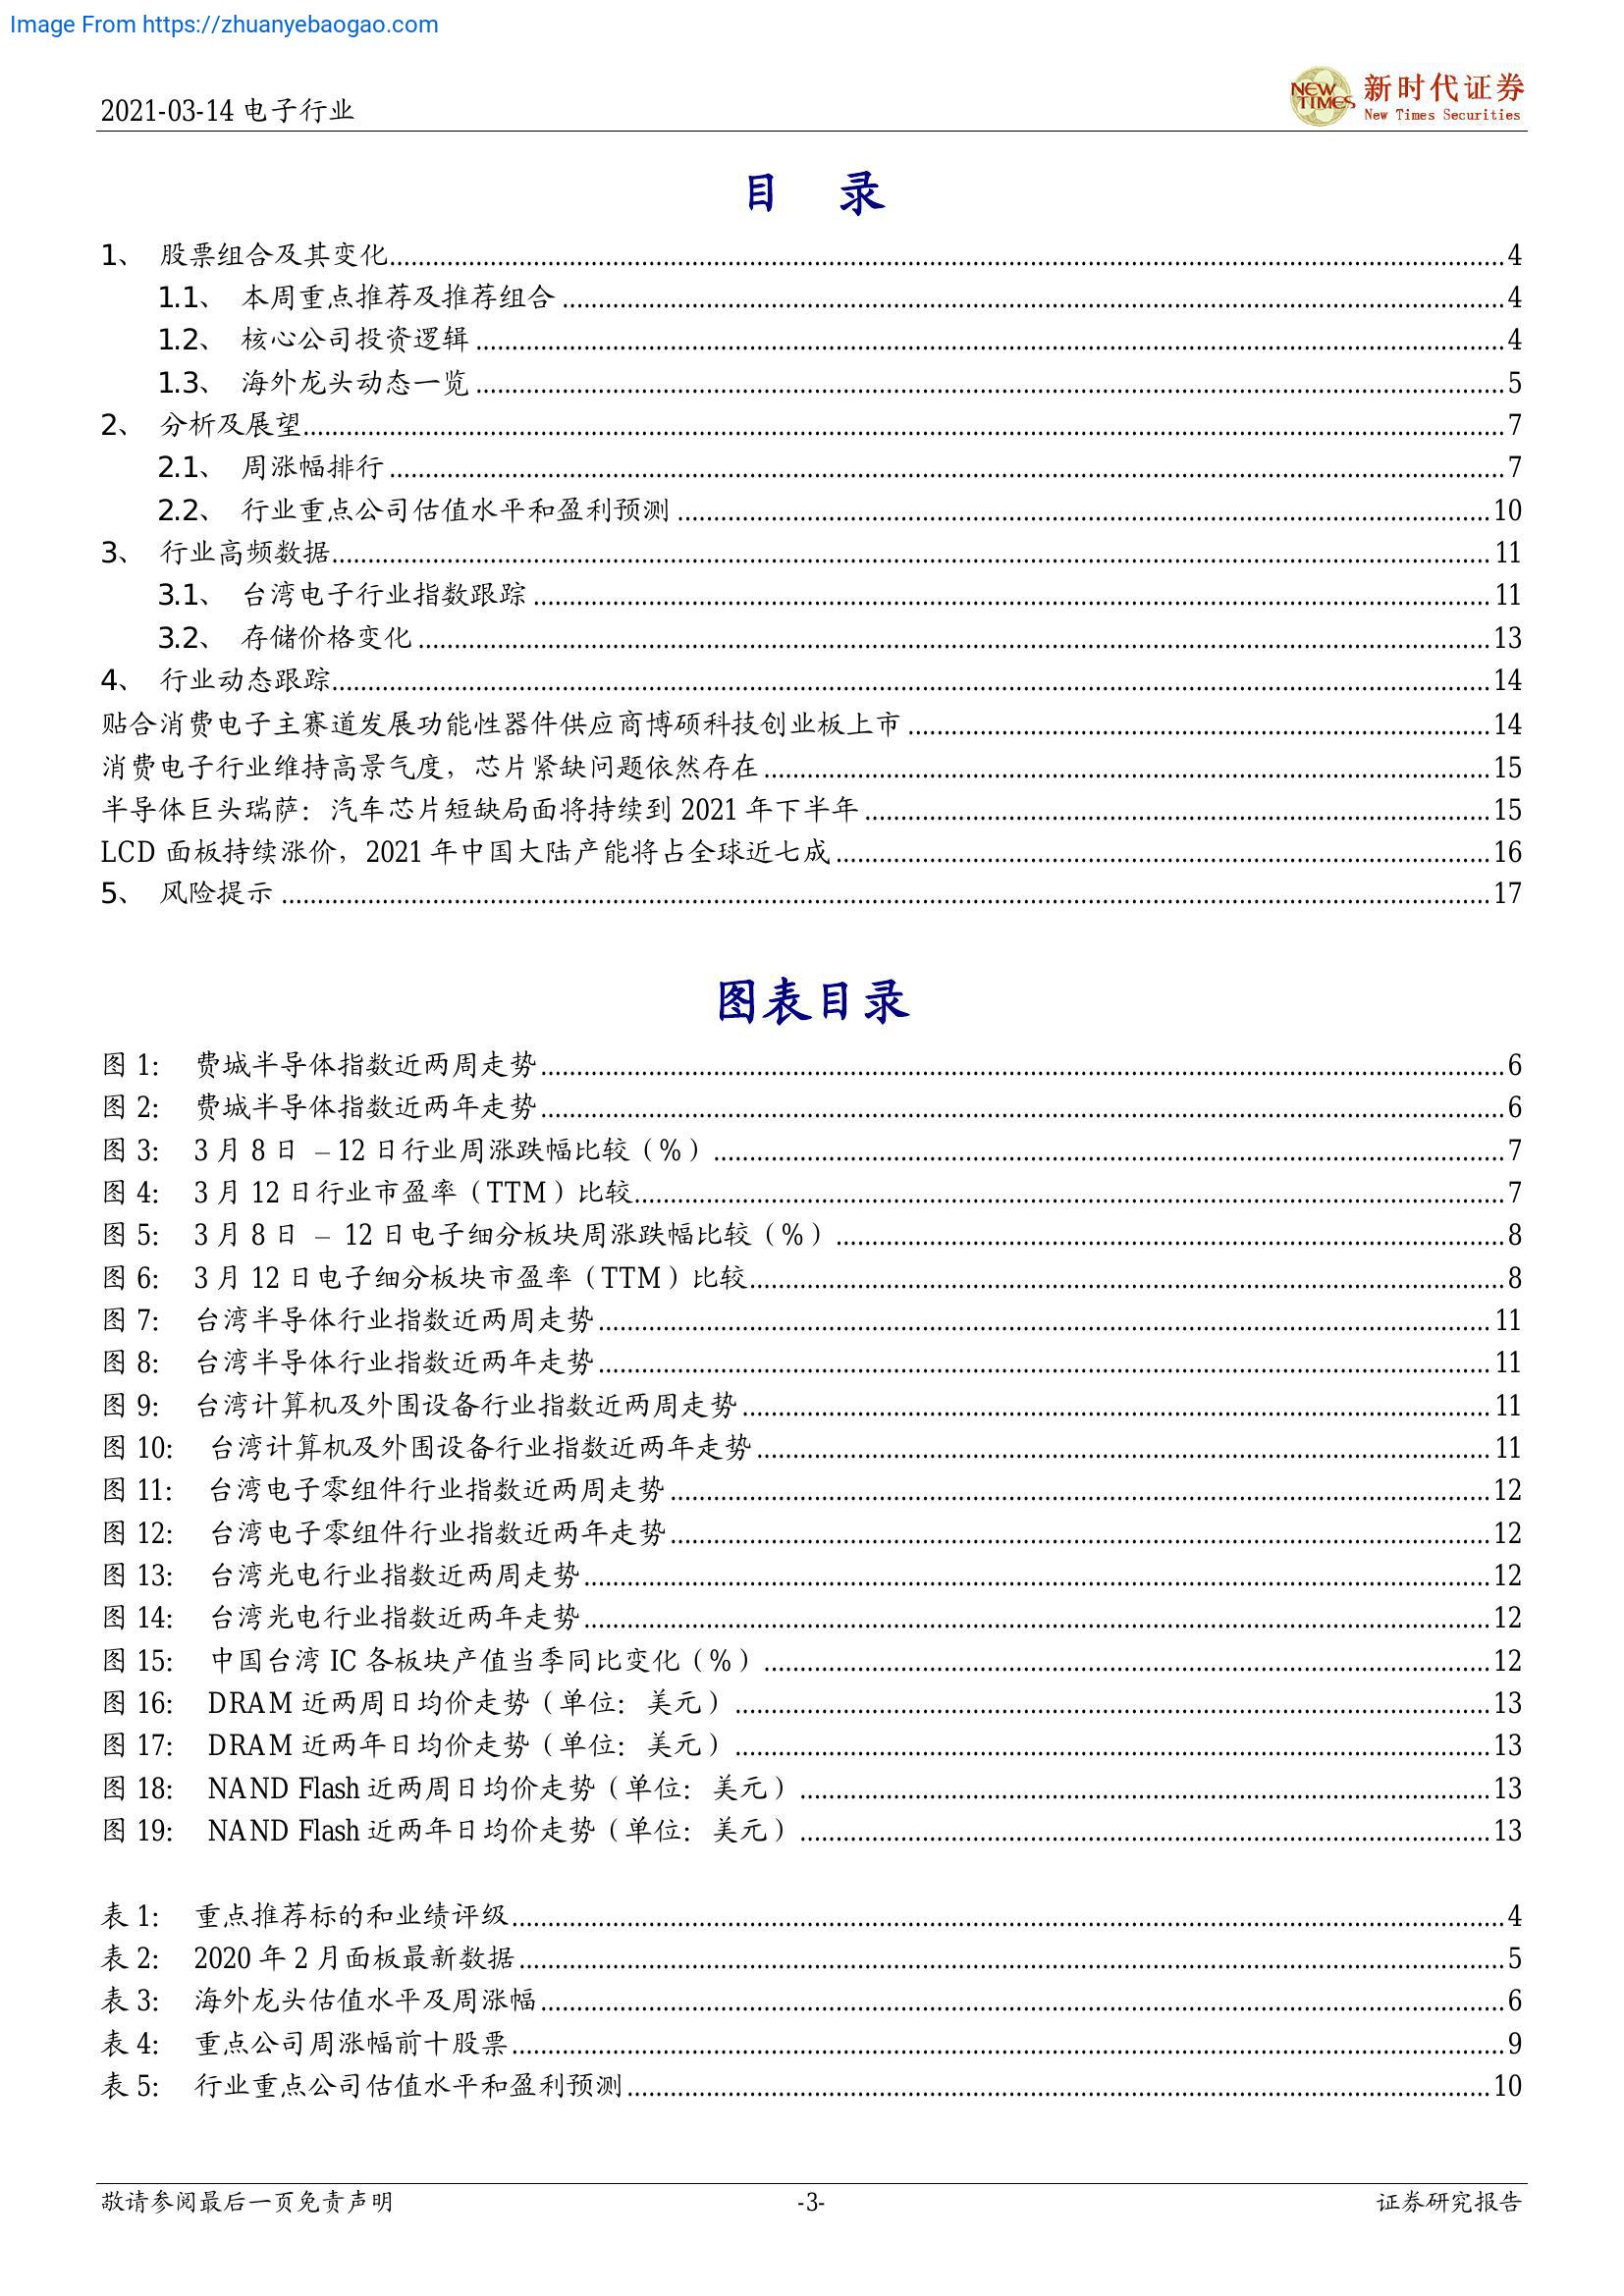 Image From https://zhuanyebaogao.com
2021-03-14 电子行业
NEW TIMES
新时代证券
New Times Securities
目 录
1、 股票组合及其变化 4
1.1、 本周重点推荐及推荐组合 4
1.2、 核心公司投资逻辑 4
1.3、 海外龙头动态一览 5
2、 分析及展望 7
2.1、 周涨幅排行 7
2.2、 行业重点公司估值水平和盈利预测 10
3、 行业高频数据 11
3.1、 台湾电子行业指数跟踪 11
3.2、 存储价格变化 13
4、 行业动态跟踪 14
贴合消费电子主赛道发展功能性器件供应商博硕科技创业板上市 14
消费电子行业维持高景气度，芯片紧缺问题依然存在 15
半导体巨头瑞萨：汽车芯片短缺局面将持续到 2021 年下半年 15
LCD 面板持续涨价，2021 年中国大陆产能将占全球近七成 16
5、 风险提示 17
图表目录
图 1： 费城半导体指数近两周走势 6
图 2： 费城半导体指数近两年走势 6
图 3： 3 月 8 日 – 12 日行业周涨跌幅比较（%） 7
图 4： 3 月 12 日行业市盈率（TTM）比较 7
图 5： 3 月 8 日 – 12 日电子细分板块周涨跌幅比较（%） 8
图 6： 3 月 12 日电子细分板块市盈率（TTM）比较 8
图 7： 台湾半导体行业指数近两周走势 11
图 8： 台湾半导体行业指数近两年走势 11
图 9： 台湾计算机及外围设备行业指数近两周走势 11
图 10： 台湾计算机及外围设备行业指数近两年走势 11
图 11： 台湾电子零组件行业指数近两周走势 12
图 12： 台湾电子零组件行业指数近两年走势 12
图 13： 台湾光电行业指数近两周走势 12
图 14： 台湾光电行业指数近两年走势 12
图 15： 中国台湾 IC 各板块产值当季同比变化（%） 12
图 16： DRAM 近两周日均价走势（单位：美元） 13
图 17： DRAM 近两年日均价走势（单位：美元） 13
图 18： NAND Flash 近两周日均价走势（单位：美元） 13
图 19： NAND Flash 近两年日均价走势（单位：美元） 13
表 1： 重点推荐标的和业绩评级 4
表 2： 2020 年 2 月面板最新数据 5
表 3： 海外龙头估值水平及周涨幅 6
表 4： 重点公司周涨幅前十股票 9
表 5： 行业重点公司估值水平和盈利预测 10
敬请参阅最后一页免责声明 -3- 证券研究报告